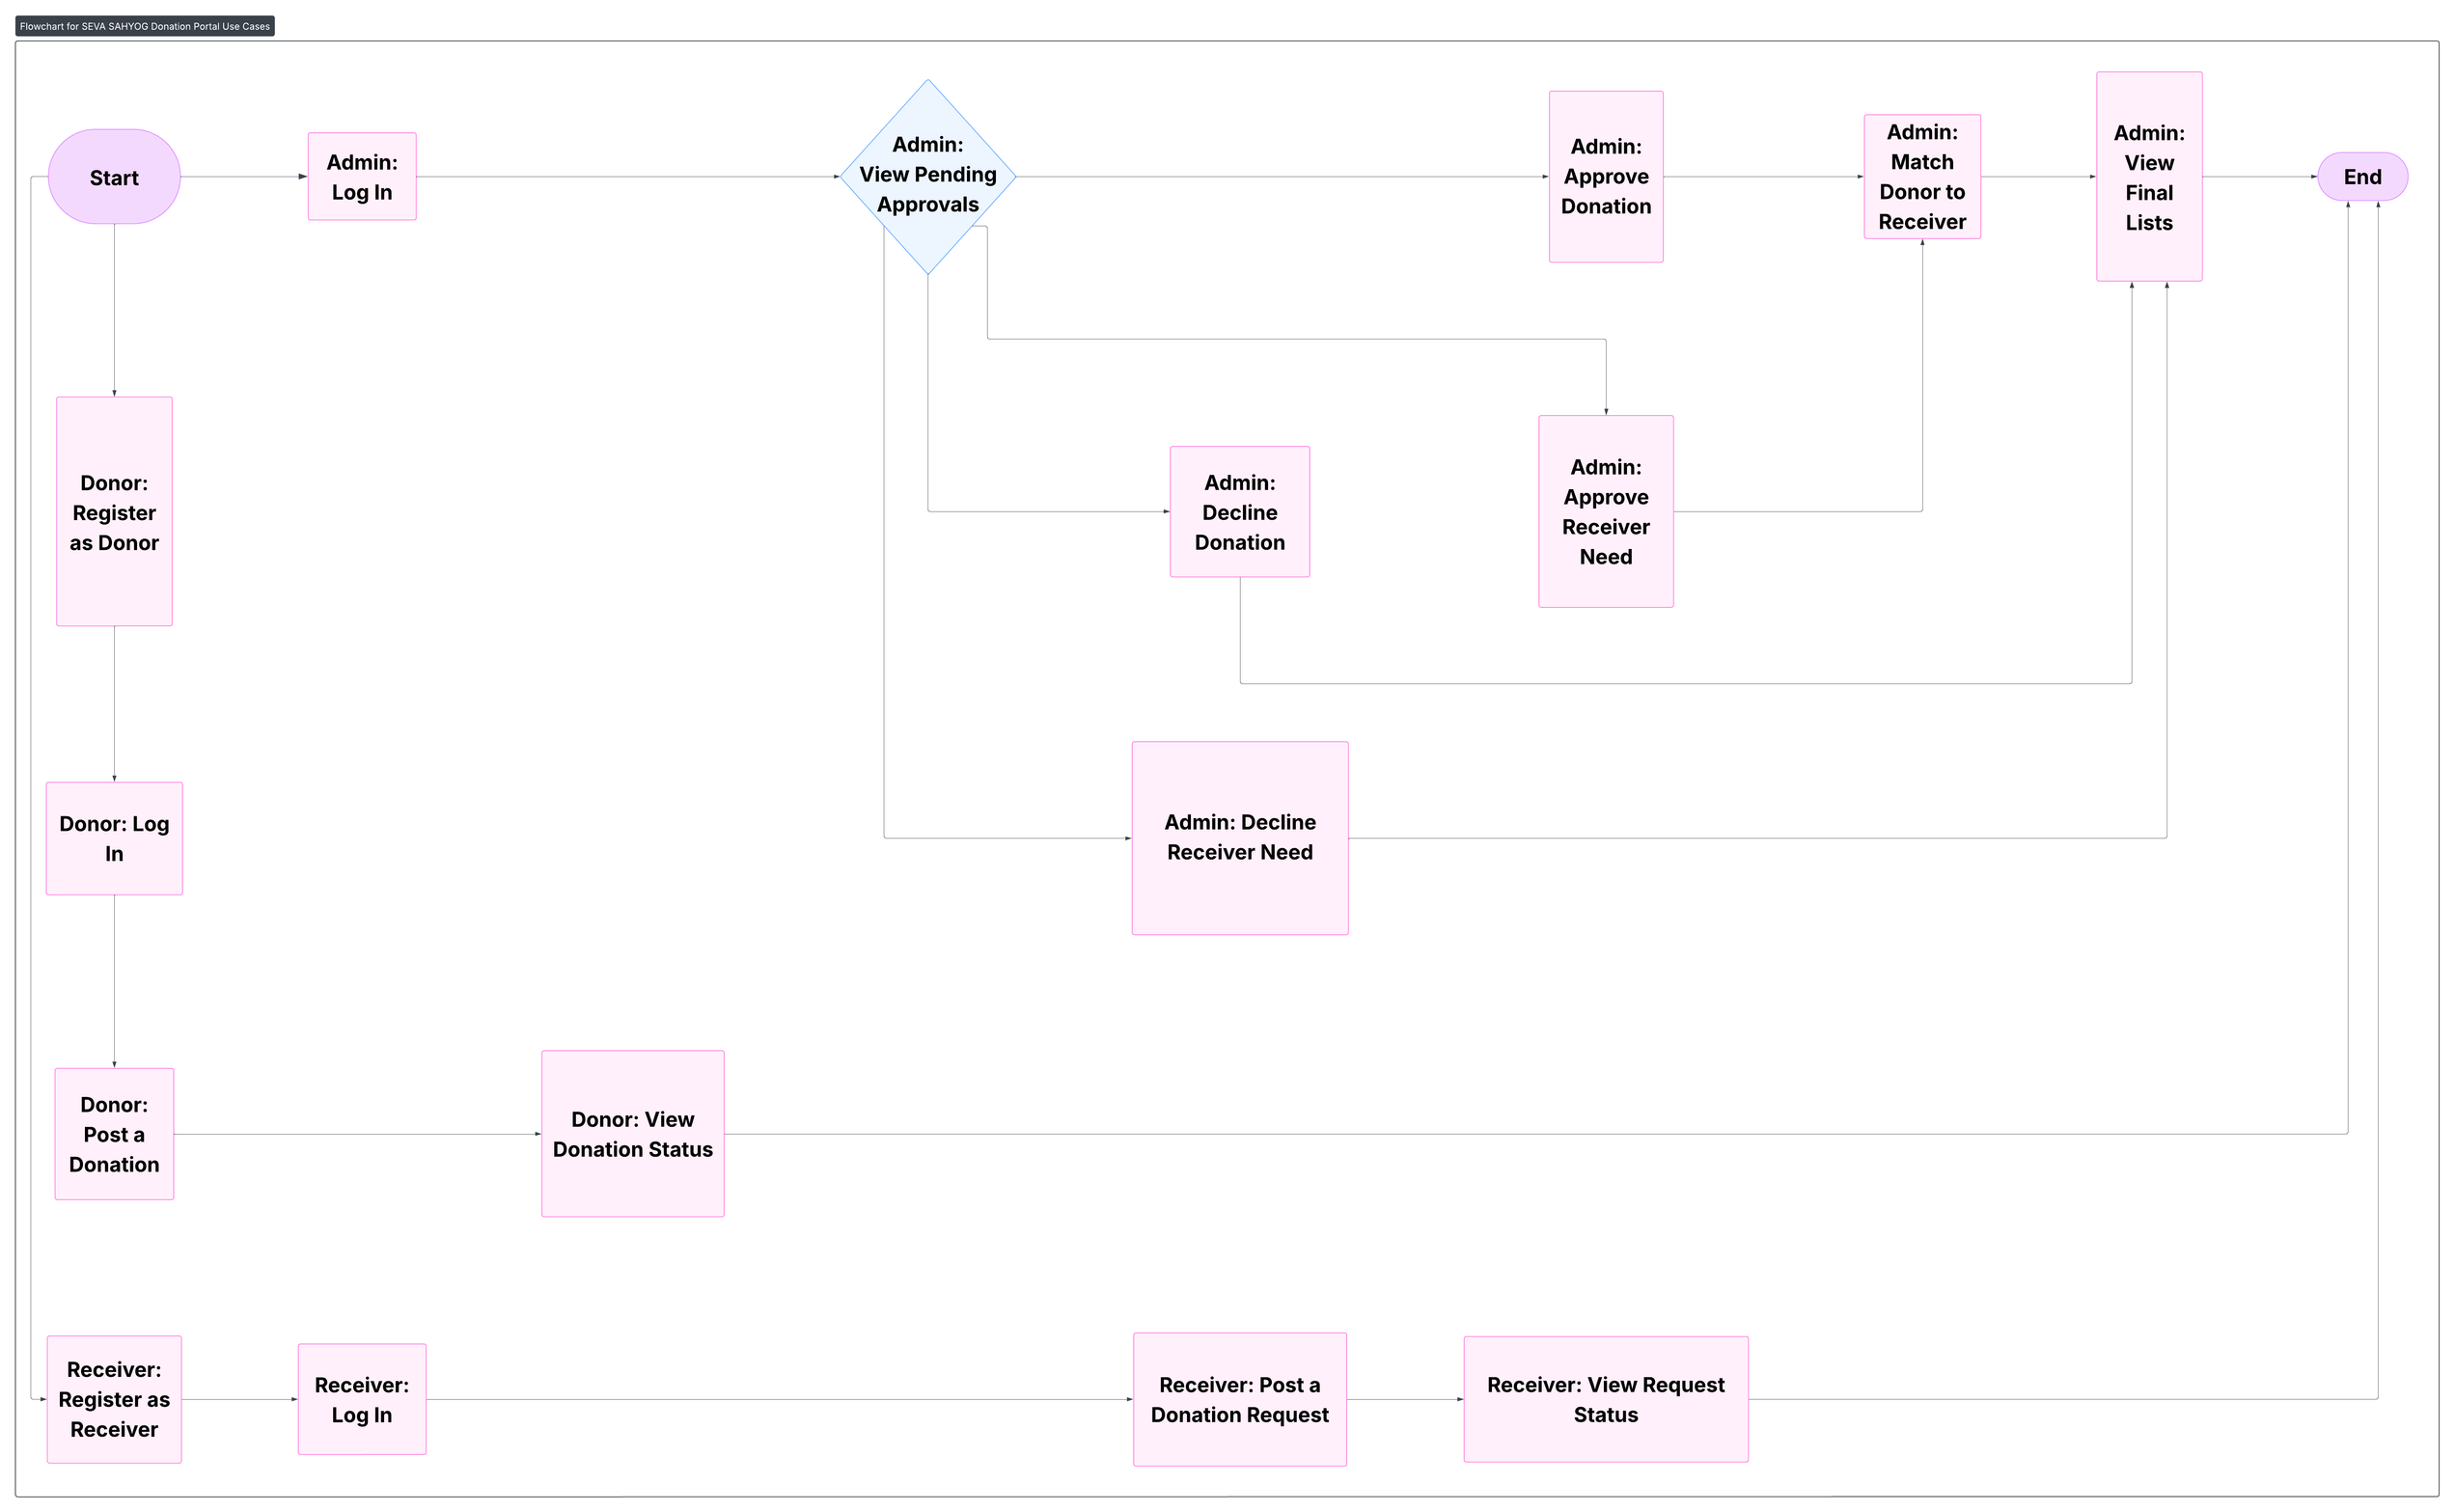 Flowchart for SEVA SAHYOG Donation Portal Use Cases
Start
Admin:
Log In
Admin:
View Pending
Approvals
Admin:
Approve
Donation
Admin:
Match
Donor to
Receiver
Admin:
View
Final
Lists
End
Donor:
Register
as Donor
Admin:
Decline
Donation
Admin:
Approve
Receiver
Need
Donor: Log
In
Admin: Decline
Receiver Need
Donor:
Post a
Donation
Donor: View
Donation Status
Receiver:
Register as
Receiver
Receiver:
Log In
Receiver: Post a
Donation Request
Receiver: View Request
Status